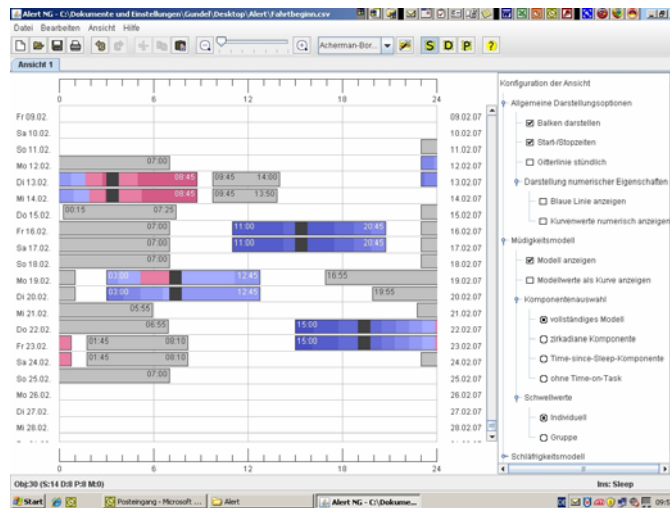 Alert NG - C:\Dokumente und Einstellungen\Gundel\Desktop\Alert\Fahrtbeginn.csv
Datei Bearbeiten Ansicht Hilfe
Acherman-Bor... S D P ?
Ansicht 1
0 6 12 18 24
Fr 09.02. 09.02.07
Sa 10.02. 10.02.07
So 11.02. 11.02.07
Mo 12.02. 07:00 12.02.07
Di 13.02. 08:45 09:45 14:00 13.02.07
Mi 14.02. 08:45 09:45 13:50 14.02.07
Do 15.02. 00:15 07:25 15.02.07
Fr 16.02. 07:00 11:00 20:45 16.02.07
Sa 17.02. 07:00 11:00 20:45 17.02.07
So 18.02. 07:00 18.02.07
Mo 19.02. 03:00 12:45 16:55 19.02.07
Di 20.02. 03:00 12:45 19:55 20.02.07
Mi 21.02. 05:55 21.02.07
Do 22.02. 06:55 15:00 22.02.07
Fr 23.02. 01:45 08:10 15:00 23.02.07
Sa 24.02. 01:45 08:10 24.02.07
So 25.02. 07:00 25.02.07
Mo 26.02. 26.02.07
Di 27.02. 27.02.07
Mi 28.02. 28.02.07
0 6 12 18 24
Konfiguration der Ansicht
Allgemeine Darstellungsoptionen
Balken darstellen
Start-/Stopzeiten
Gitterlinie stündlich
Darstellung numerischer Eigenschaften
Blaue Linie anzeigen
Kurvenwerte numerisch anzeigen
Müdigkeitsmodell
Modell anzeigen
Modellwerte als Kurve anzeigen
Komponentenauswahl
vollständiges Modell
zirkadiane Komponente
Time-since-Sleep-Komponente
ohne Time-on-Task
Schwellwerte
Individuell
Gruppe
Schläfrigkeitsmodell
Obj:30 (S:14 D:8 P:8 M:0) Ins: Sleep
Start Posteingang - Microsoft ... Alert Alert NG - C:\Dokume...